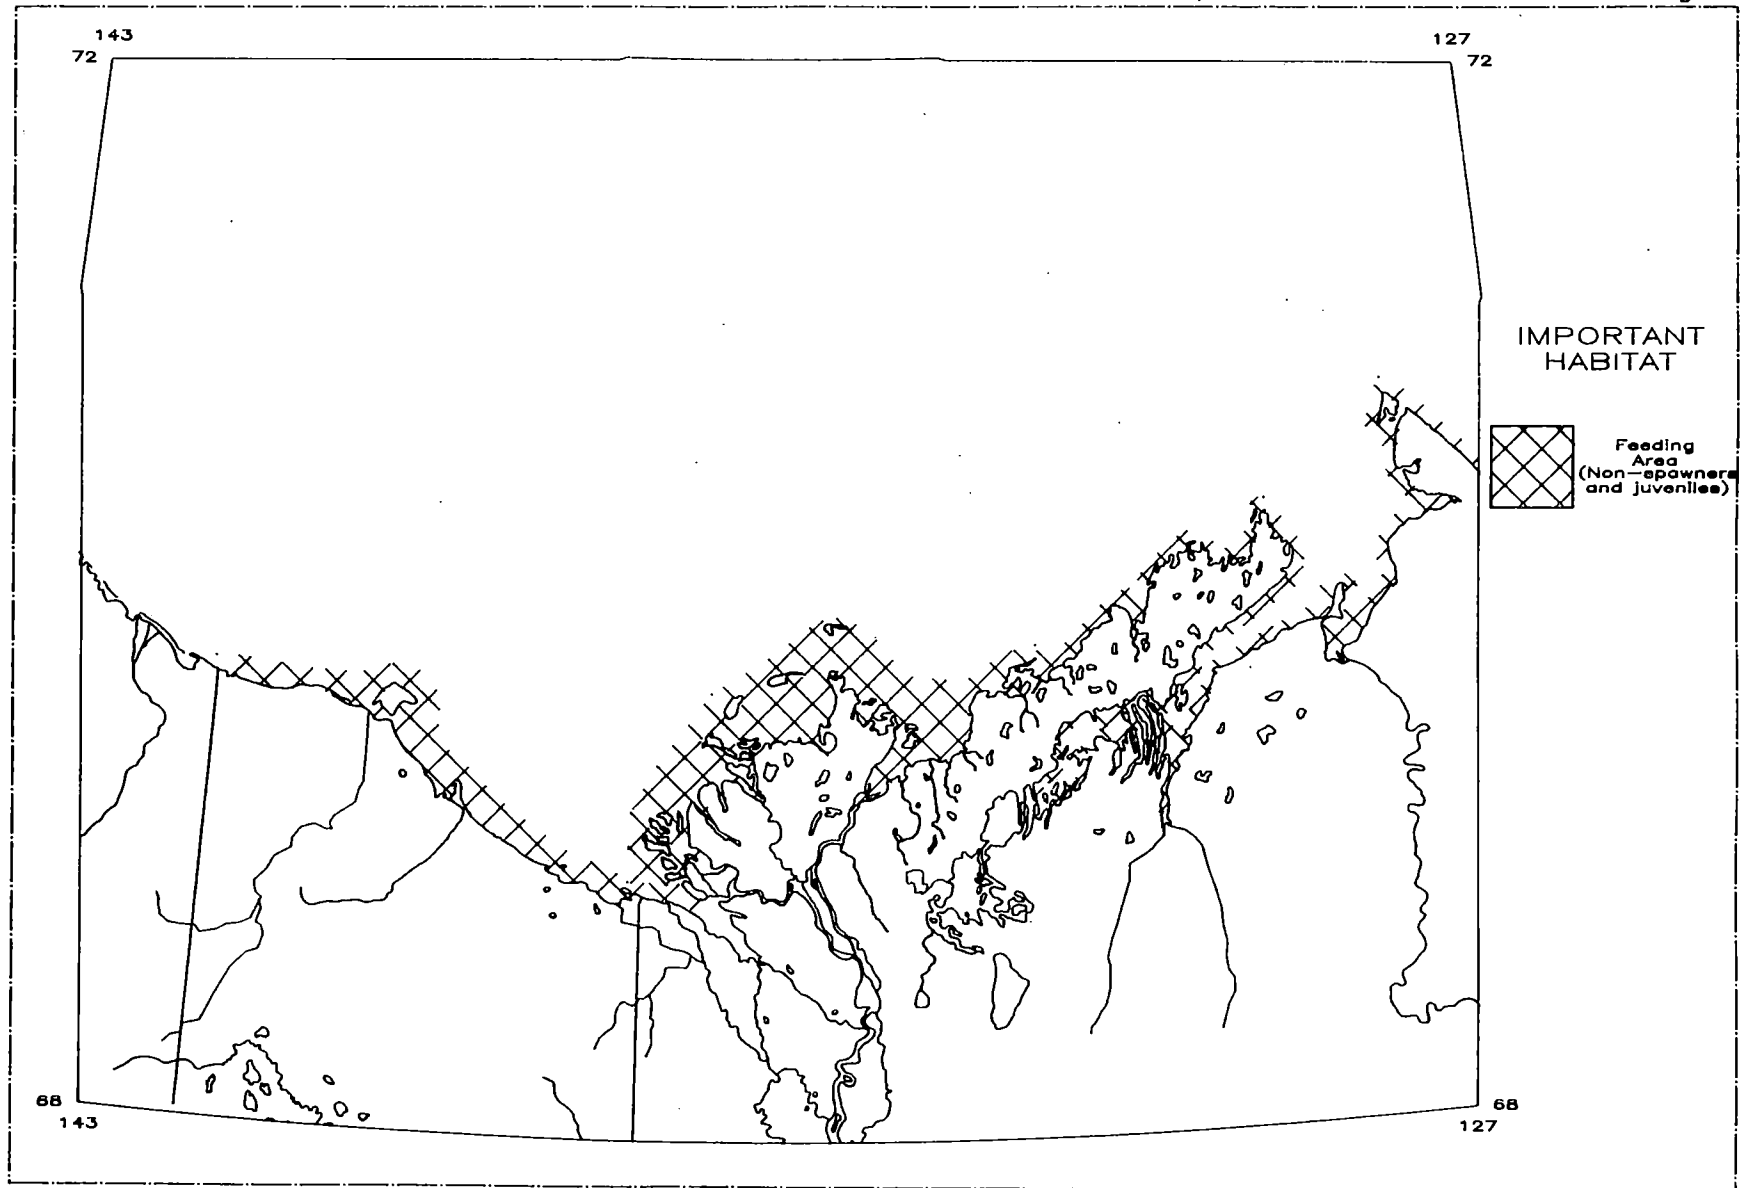 143
127
72
72
IMPORTANT
HABITAT
Feeding
Area
(Non-spawners
and juveniles)
68
68
143
127